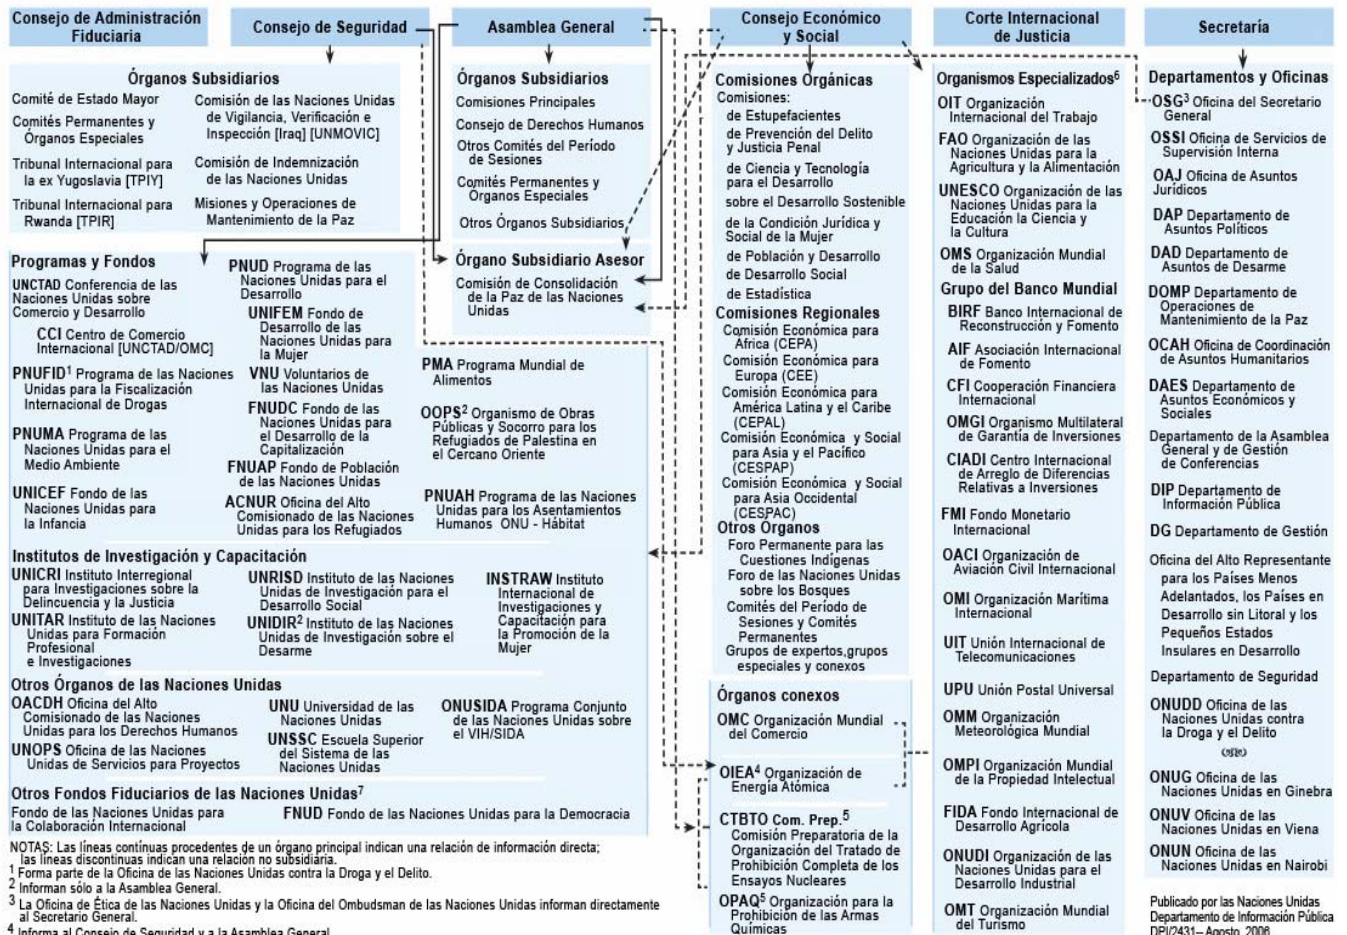 Consejo de Administración
Fiduciaria
Consejo de Seguridad
Asamblea General
Consejo Económico
y Social
Corte Internacional
de Justicia
Secretaría
Órganos Subsidiarios
Comité de Estado Mayor
Comités Permanentes y
Órganos Especiales
Tribunal Internacional para
la ex Yugoslavia [TPIY]
Tribunal Internacional para
Rwanda [TPIR]
Comisión de las Naciones Unidas
de Vigilancia, Verificación e
Inspección [Iraq] [UNMOVIC]
Comisión de Indemnización
de las Naciones Unidas
Misiones y Operaciones de
Mantenimiento de la Paz
Órganos Subsidiarios
Comisiones Principales
Consejo de Derechos Humanos
Otros Comités del Período
de Sesiones
Comités Permanentes y
Órganos Especiales
Otros Órganos Subsidiarios
Órgano Subsidiario Asesor
Comisión de Consolidación
de la Paz de las Naciones
Unidas
Programas y Fondos
UNCTAD Conferencia de las
Naciones Unidas sobre
Comercio y Desarrollo
CCI Centro de Comercio
Internacional [UNCTAD/OMC]
PNUFID1 Programa de las Naciones
Unidas para la Fiscalización
Internacional de Drogas
PNUMA Programa de las
Naciones Unidas para el
Medio Ambiente
UNICEF Fondo de las
Naciones Unidas para
la Infancia
PNUD Programa de las
Naciones Unidas para el
Desarrollo
UNIFEM Fondo de
Desarrollo de las
Naciones Unidas para
la Mujer
VNU Voluntarios de
las Naciones Unidas
FNUDC Fondo de las
Naciones Unidas para
el Desarrollo de la
Capitalización
FNUAP Fondo de Población
de las Naciones Unidas
ACNUR Oficina del Alto
Comisionado de las Naciones
Unidas para los Refugiados
PMA Programa Mundial de
Alimentos
OOPS2 Organismo de Obras
Públicas y Socorro para los
Refugiados de Palestina en
el Cercano Oriente
PNUAH Programa de las Naciones
Unidas para los Asentamientos
Humanos ONU - Hábitat
Institutos de Investigación y Capacitación
UNICRI Instituto Interregional
para Investigaciones sobre la
Delincuencia y la Justicia
UNITAR Instituto de las Naciones
Unidas para Formación
Profesional
e Investigaciones
UNRISD Instituto de las Naciones
Unidas de Investigación para el
Desarrollo Social
UNIDIR2 Instituto de las Naciones
Unidas de Investigación sobre el
Desarme
INSTRAW Instituto
Internacional de
Investigaciones y
Capacitación para
la Promoción de la
Mujer
Otros Órganos de las Naciones Unidas
OACDH Oficina del Alto
Comisionado de las Naciones
Unidas para los Derechos Humanos
UNOPS Oficina de las Naciones
Unidas de Servicios para Proyectos
UNU Universidad de las
Naciones Unidas
UNSSC Escuela Superior
del Sistema de las
Naciones Unidas
ONUSIDA Programa Conjunto
de las Naciones Unidas sobre
el VIH/SIDA
Otros Fondos Fiduciarios de las Naciones Unidas7
Fondo de las Naciones Unidas para
la Colaboración Internacional
FNUD Fondo de las Naciones Unidas para la Democracia
Comisiones Orgánicas
Comisiones:
de Estupefacientes
de Prevención del Delito
y Justicia Penal
de Ciencia y Tecnología
para el Desarrollo
sobre el Desarrollo Sostenible
de la Condición Jurídica y
Social de la Mujer
de Población y Desarrollo
de Desarrollo Social
de Estadística
Comisiones Regionales
Comisión Económica para
Africa (CEPA)
Comisión Económica para
Europa (CEE)
Comisión Económica para
América Latina y el Caribe
(CEPAL)
Comisión Económica y Social
para Asia y el Pacífico
(CESPAP)
Comisión Económica y Social
para Asia Occidental
(CESPAC)
Otros Órganos
Foro Permanente para las
Cuestiones Indígenas
Foro de las Naciones Unidas
sobre los Bosques
Comités del Período de
Sesiones y Comités
Permanentes
Grupos de expertos,grupos
especiales y conexos
Órganos conexos
OMC Organización Mundial
del Comercio
OIEA4 Organización de
Energía Atómica
CTBTO Com. Prep.5
Comisión Preparatoria de la
Organización del Tratado de
Prohibición Completa de los
Ensayos Nucleares
OPAQ5 Organización para la
Prohibición de las Armas
Químicas
Organismos Especializados6
OIT Organización
Internacional del Trabajo
FAO Organización de las
Naciones Unidas para la
Agricultura y la Alimentación
UNESCO Organización de las
Naciones Unidas para la
Educación la Ciencia y
la Cultura
OMS Organización Mundial
de la Salud
Grupo del Banco Mundial
BIRF Banco Internacional de
Reconstrucción y Fomento
AIF Asociación Internacional
de Fomento
CFI Cooperación Financiera
Internacional
OMGI Organismo Multilateral
de Garantía de Inversiones
CIADI Centro Internacional
de Arreglo de Diferencias
Relativas a Inversiones
FMI Fondo Monetario
Internacional
OACI Organización de
Aviación Civil Internacional
OMI Organización Marítima
Internacional
UIT Unión Internacional de
Telecomunicaciones
UPU Unión Postal Universal
OMM Organización
Meteorológica Mundial
OMPI Organización Mundial
de la Propiedad Intelectual
FIDA Fondo Internacional de
Desarrollo Agrícola
ONUDI Organización de las
Naciones Unidas para el
Desarrollo Industrial
OMT Organización Mundial
del Turismo
Departamentos y Oficinas
OSG3 Oficina del Secretario
General
OSSI Oficina de Servicios de
Supervisión Interna
OAJ Oficina de Asuntos
Jurídicos
DAP Departamento de
Asuntos Políticos
DAD Departamento de
Asuntos de Desarme
DOMP Departamento de
Operaciones de
Mantenimiento de la Paz
OCAH Oficina de Coordinación
de Asuntos Humanitarios
DAES Departamento de
Asuntos Económicos y
Sociales
Departamento de la Asamblea
General y de Gestión
de Conferencias
DIP Departamento de
Información Pública
DG Departamento de Gestión
Oficina del Alto Representante
para los Países Menos
Adelantados, los Países en
Desarrollo sin Litoral y los
Pequeños Estados
Insulares en Desarrollo
Departamento de Seguridad
ONUDD Oficina de las
Naciones Unidas contra
la Droga y el Delito
ONUG Oficina de las
Naciones Unidas en Ginebra
ONUV Oficina de las
Naciones Unidas en Viena
ONUN Oficina de las
Naciones Unidas en Nairobi
NOTAS: Las líneas contínuas procedentes de un órgano principal indican una relación de información directa;
las líneas discontinuas indican una relación no subsidiaria.
1 Forma parte de la Oficina de las Naciones Unidas contra la Droga y el Delito.
2 Informan sólo a la Asamblea General.
3 La Oficina de Ética de las Naciones Unidas y la Oficina del Ombudsman de las Naciones Unidas informan directamente
al Secretario General.
4 Informa al Consejo de Seguridad y a la Asamblea General.
Publicado por las Naciones Unidas
Departamento de Información Pública
DPI/2431-- Agosto, 2006